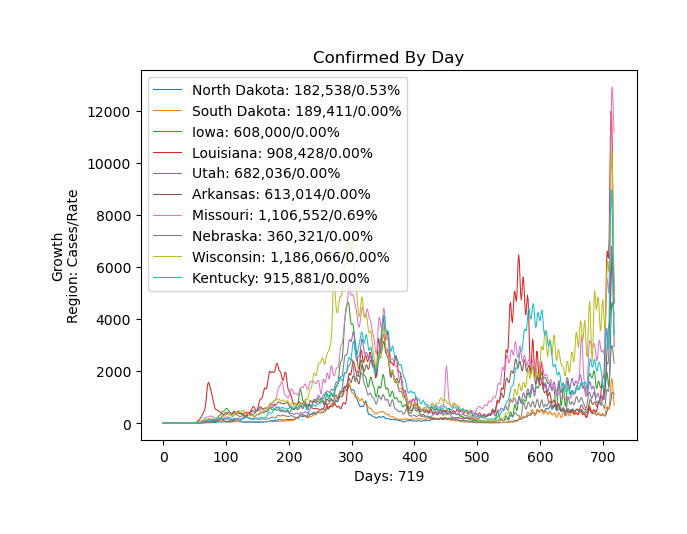 Confirmed By Day
North Dakota: 182,538/0.53%
South Dakota: 189,411/0.00%
Iowa: 608,000/0.00%
Louisiana: 908,428/0.00%
Utah: 682,036/0.00%
Arkansas: 613,014/0.00%
Missouri: 1,106,552/0.69%
Nebraska: 360,321/0.00%
Wisconsin: 1,186,066/0.00%
Kentucky: 915,881/0.00%
Growth
Region: Cases/Rate
12000
10000
8000
6000
4000
2000
0
0 100 200 300 400 500 600 700
Days: 719